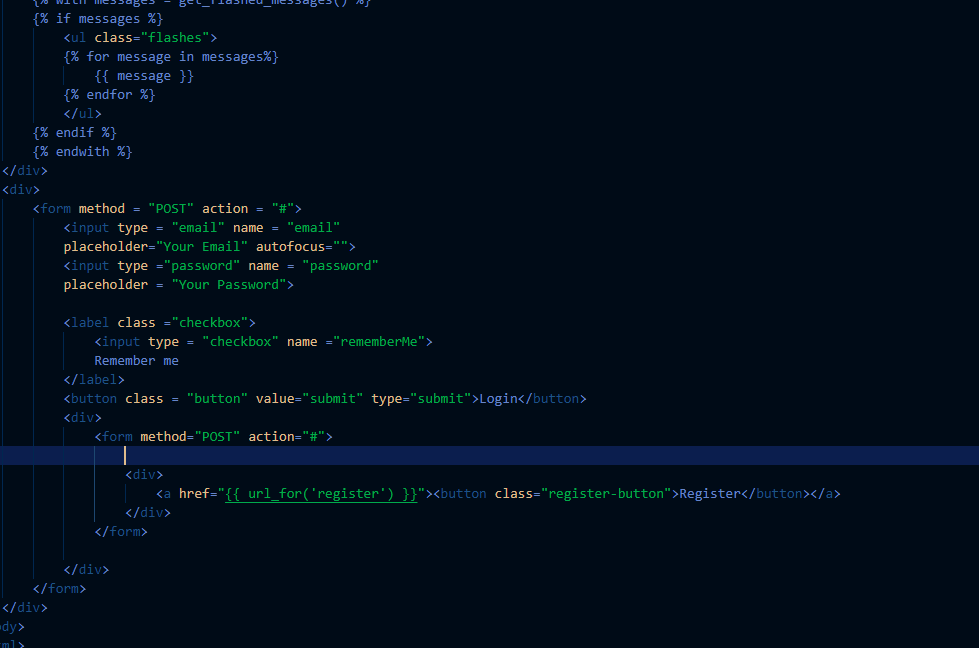 {% with messages = get_flashed_messages() %}
{% if messages %}
<ul class="flashes">
{% for message in messages%}
{{ message }}
{% endfor %}
</ul>
{% endif %}
{% endwith %}
</div>
<div>
<form method = "POST" action = "#">
<input type = "email" name = "email"
placeholder="Your Email" autofocus="">
<input type ="password" name = "password"
placeholder = "Your Password">
<label class ="checkbox">
<input type = "checkbox" name ="rememberMe">
Remember me
</label>
<button class = "button" value="submit" type="submit">Login</button>
<div>
<form method="POST" action="#">
<div>
<a href="{{ url_for('register') }}"><button class="register-button">Register</button></a>
</div>
</form>
</div>
</form>
</div>
dy>
ml>